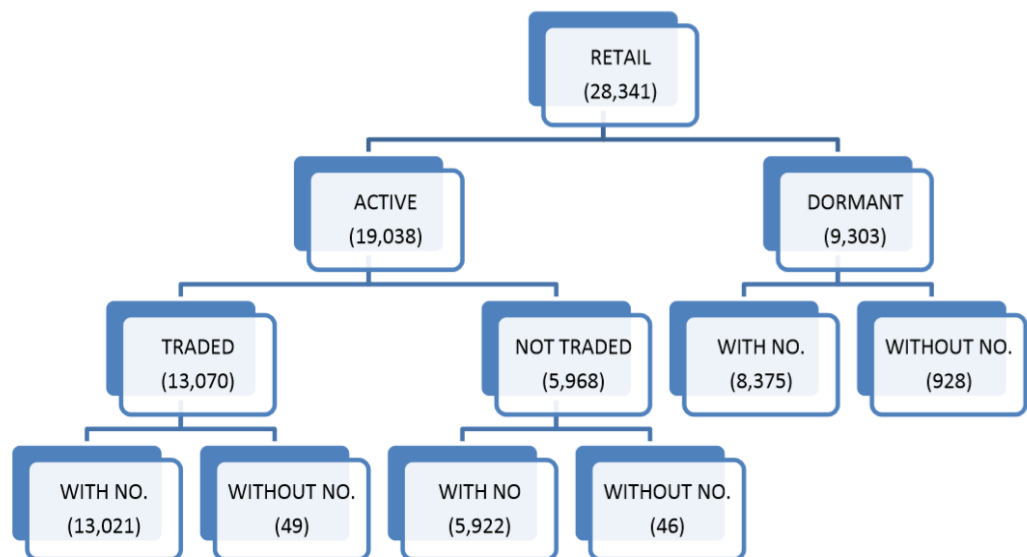 RETAIL
(28,341)
ACTIVE
(19,038)
DORMANT
(9,303)
TRADED
(13,070)
NOT TRADED
(5,968)
WITH NO.
(8,375)
WITHOUT NO.
(928)
WITH NO.
(13,021)
WITHOUT NO.
(49)
WITH NO
(5,922)
WITHOUT NO.
(46)